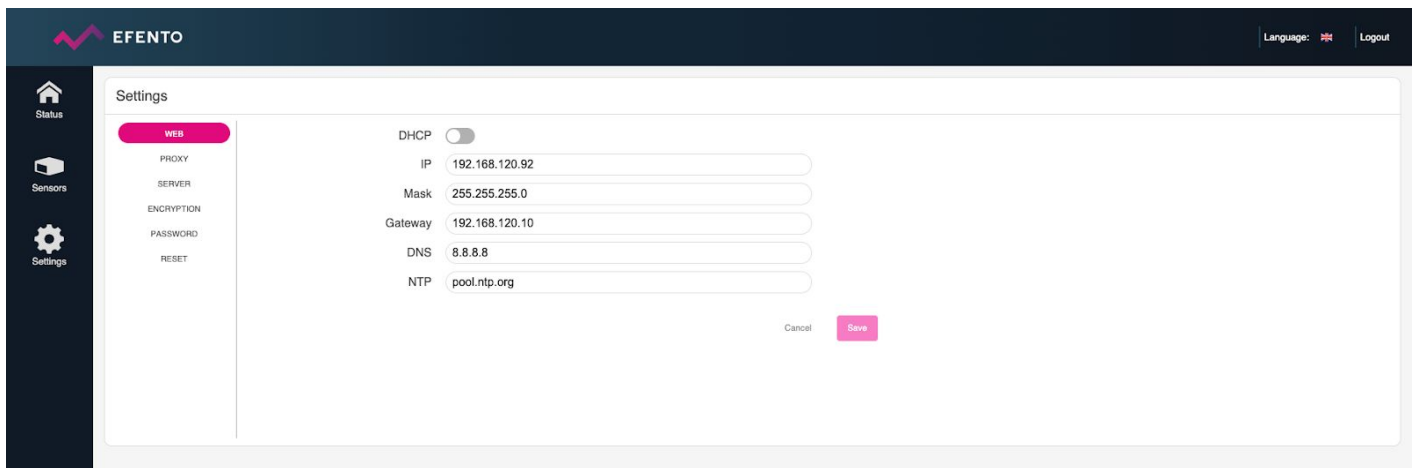 EFENTO
Language: Logout
Status
Sensors
Settings
Settings
WEB
PROXY
SERVER
ENCRYPTION
PASSWORD
RESET
DHCP
IP 192.168.120.92
Mask 255.255.255.0
Gateway 192.168.120.10
DNS 8.8.8.8
NTP pool.ntp.org
Cancel Save